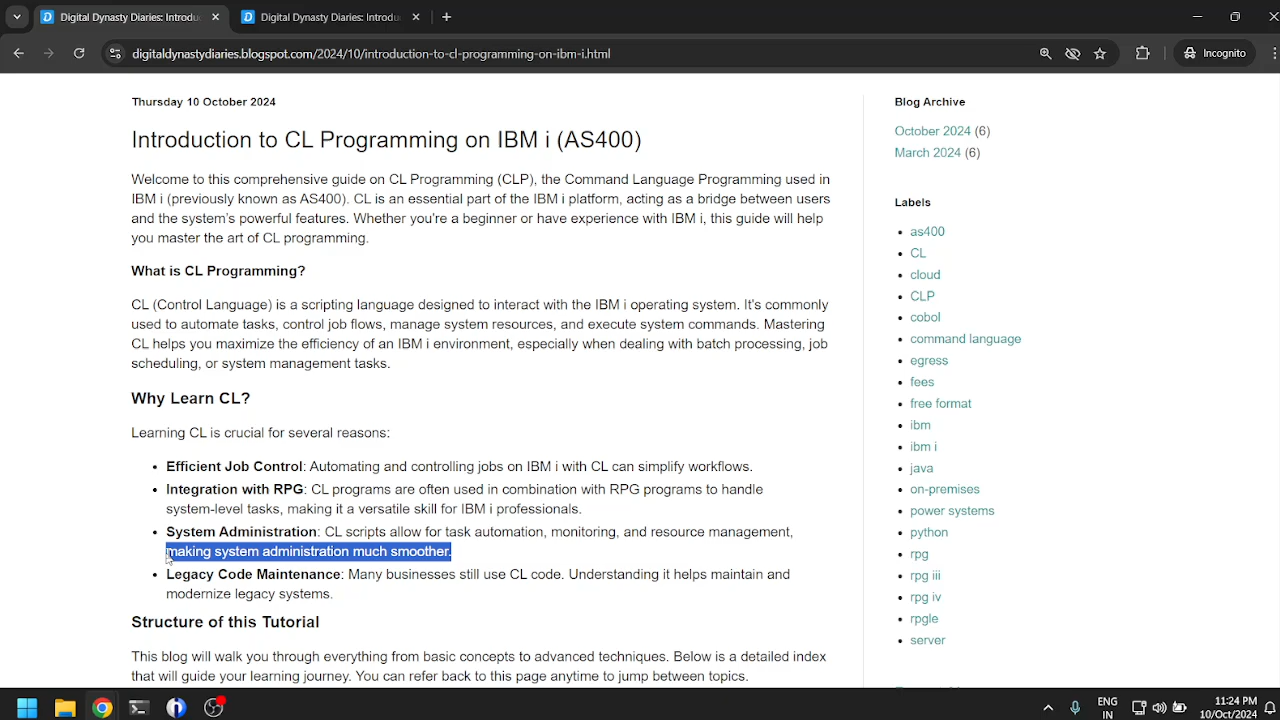 Digital Dynasty Diaries: Introdu
Digital Dynasty Diaries: Introdu
digitaldynastydiaries.blogspot.com/2024/10/introduction-to-cl-programming-on-ibm-i.html
Incognito
Thursday 10 October 2024
Introduction to CL Programming on IBM i (AS400)
Welcome to this comprehensive guide on CL Programming (CLP), the Command Language Programming used in
IBM i (previously known as AS400). CL is an essential part of the IBM i platform, acting as a bridge between users
and the system's powerful features. Whether you're a beginner or have experience with IBM i, this guide will help
you master the art of CL programming.
What is CL Programming?
CL (Control Language) is a scripting language designed to interact with the IBM i operating system. It's commonly
used to automate tasks, control job flows, manage system resources, and execute system commands. Mastering
CL helps you maximize the efficiency of an IBM i environment, especially when dealing with batch processing, job
scheduling, or system management tasks.
Why Learn CL?
Learning CL is crucial for several reasons:
• Efficient Job Control: Automating and controlling jobs on IBM i with CL can simplify workflows.
• Integration with RPG: CL programs are often used in combination with RPG programs to handle
system-level tasks, making it a versatile skill for IBM i professionals.
• System Administration: CL scripts allow for task automation, monitoring, and resource management,
making system administration much smoother.
• Legacy Code Maintenance: Many businesses still use CL code. Understanding it helps maintain and
modernize legacy systems.
Structure of this Tutorial
This blog will walk you through everything from basic concepts to advanced techniques. Below is a detailed index
that will guide your learning journey. You can refer back to this page anytime to jump between topics.
Blog Archive
October 2024 (6)
March 2024 (6)
Labels
• as400
• CL
• cloud
• CLP
• cobol
• command language
• egress
• fees
• free format
• ibm
• ibm i
• java
• on-premises
• power systems
• python
• rpg
• rpg iii
• rpg iv
• rpgle
• server
ENG
IN
11:24 PM
10/Oct/2024